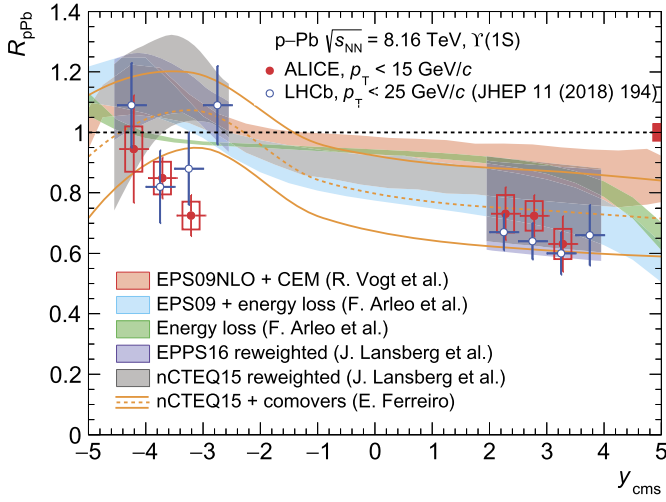 R_pPb
p–Pb √s_NN = 8.16 TeV, ϒ(1S)
ALICE, p_T < 15 GeV/c
LHCb, p_T < 25 GeV/c (JHEP 11 (2018) 194)
1.4
1.2
1
0.8
0.6
0.4
0.2
0
EPS09NLO + CEM (R. Vogt et al.)
EPS09 + energy loss (F. Arleo et al.)
Energy loss (F. Arleo et al.)
EPPS16 reweighted (J. Lansberg et al.)
nCTEQ15 reweighted (J. Lansberg et al.)
nCTEQ15 + comovers (E. Ferreiro)
−5 −4 −3 −2 −1 0 1 2 3 4 5
y_cms